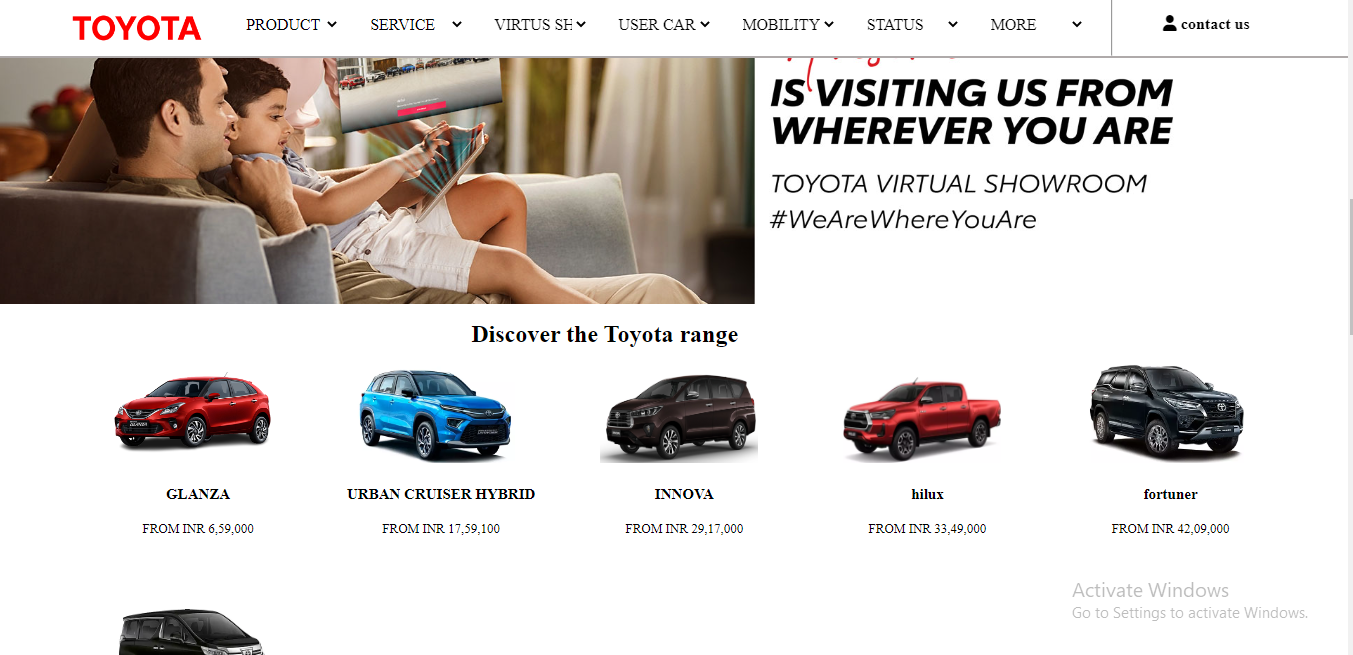 TOYOTA
PRODUCT
SERVICE
VIRTUS SH
USER CAR
MOBILITY
STATUS
MORE
contact us
IS VISITING US FROM
WHEREVER YOU ARE
TOYOTA VIRTUAL SHOWROOM
#WeAreWhereYouAre
Discover the Toyota range
GLANZA
URBAN CRUISER HYBRID
INNOVA
hilux
fortuner
FROM INR 6,59,000
FROM INR 17,59,100
FROM INR 29,17,000
FROM INR 33,49,000
FROM INR 42,09,000
Activate Windows
Go to Settings to activate Windows.